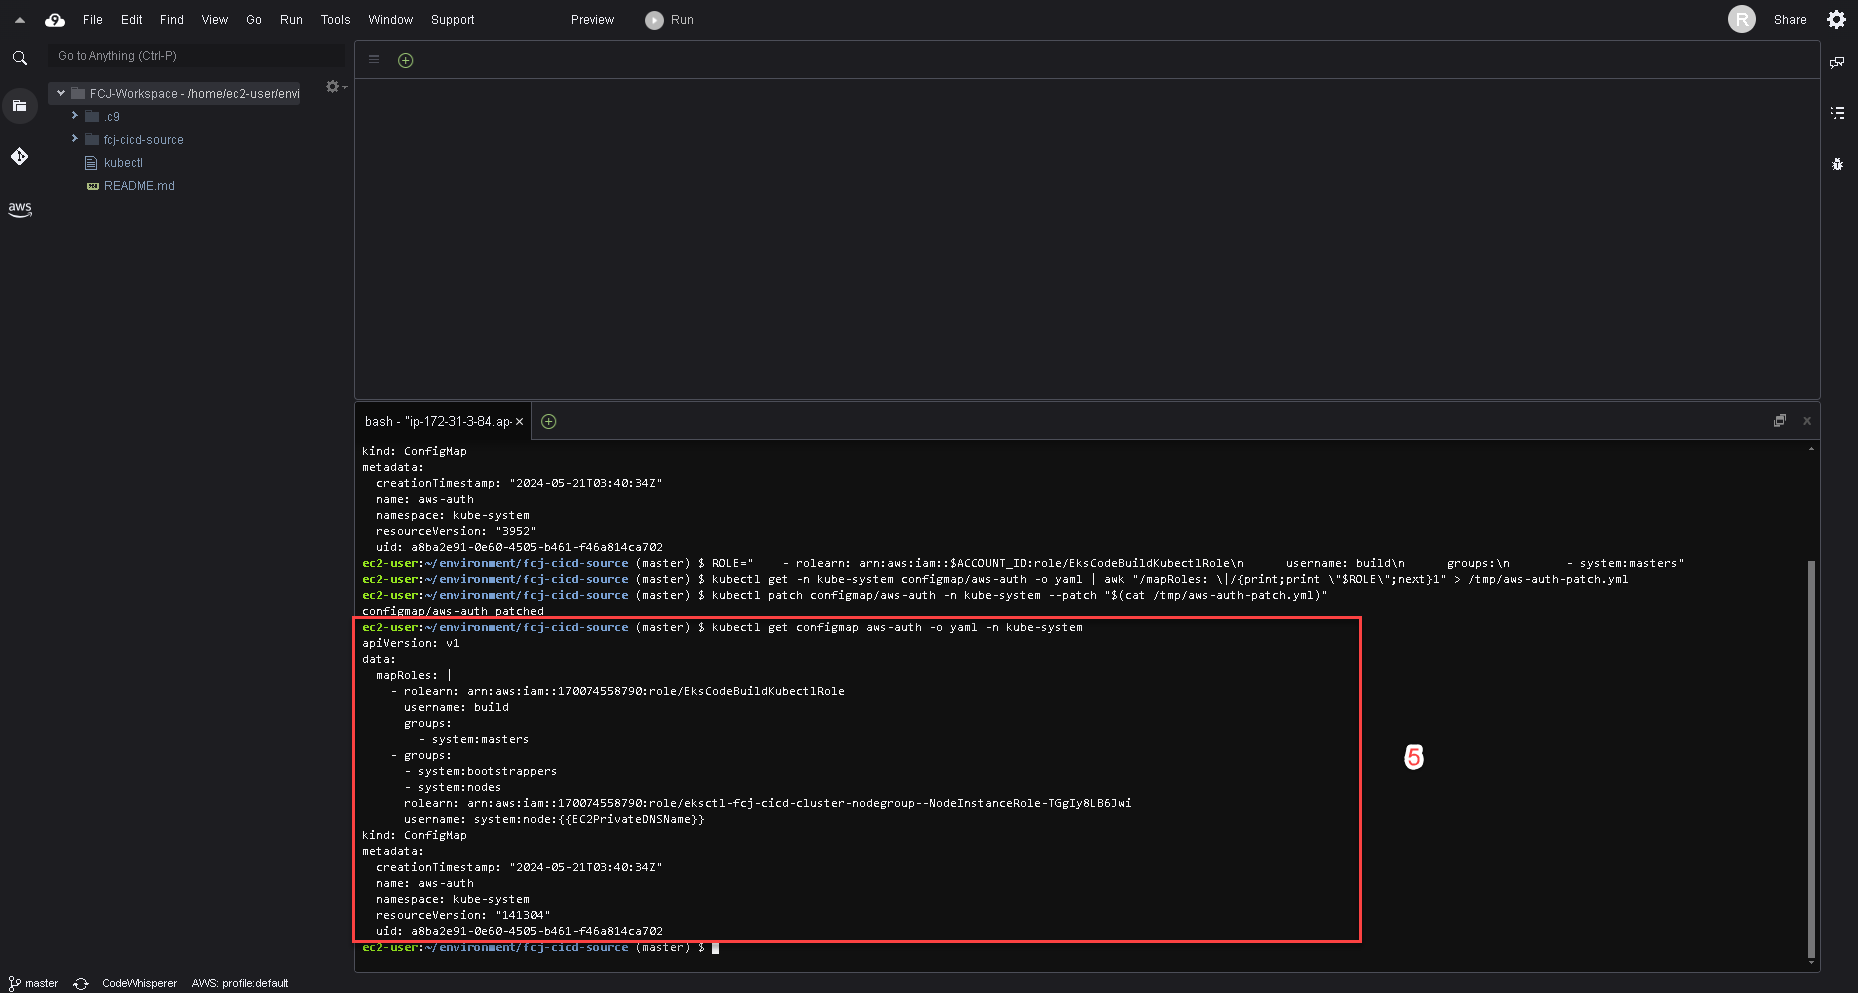 File Edit Find View Go Run Tools Window Support Preview Run R Share
Go to Anything (Ctrl-P)
FCJ-Workspace - /home/ec2-user/envi
.c9
fcj-cicd-source
kubectl
README.md
aws
bash - "ip-172-31-3-84.ap-
kind: ConfigMap
metadata:
  creationTimestamp: "2024-05-21T03:40:34Z"
  name: aws-auth
  namespace: kube-system
  resourceVersion: "3952"
  uid: a8ba2e91-0e60-4505-b461-f46a814ca702
ec2-user:~/environment/fcj-cicd-source (master) $ ROLE="    - rolearn: arn:aws:iam::$ACCOUNT_ID:role/EksCodeBuildKubectlRole\n      username: build\n      groups:\n        - system:masters"
ec2-user:~/environment/fcj-cicd-source (master) $ kubectl get -n kube-system configmap/aws-auth -o yaml | awk "/mapRoles: \|/{print;print \"$ROLE\";next}1" > /tmp/aws-auth-patch.yml
ec2-user:~/environment/fcj-cicd-source (master) $ kubectl patch configmap/aws-auth -n kube-system --patch "$(cat /tmp/aws-auth-patch.yml)"
configmap/aws-auth patched
ec2-user:~/environment/fcj-cicd-source (master) $ kubectl get configmap aws-auth -o yaml -n kube-system
apiVersion: v1
data:
  mapRoles: |
    - rolearn: arn:aws:iam::170074558790:role/EksCodeBuildKubectlRole
      username: build
      groups:
        - system:masters
    - groups:
      - system:bootstrappers
      - system:nodes
      rolearn: arn:aws:iam::170074558790:role/eksctl-fcj-cicd-cluster-nodegroup--NodeInstanceRole-TGgIy8LB6Jwi
      username: system:node:{{EC2PrivateDNSName}}
kind: ConfigMap
metadata:
  creationTimestamp: "2024-05-21T03:40:34Z"
  name: aws-auth
  namespace: kube-system
  resourceVersion: "141304"
  uid: a8ba2e91-0e60-4505-b461-f46a814ca702
ec2-user:~/environment/fcj-cicd-source (master) $
5
master CodeWhisperer AWS: profile:default